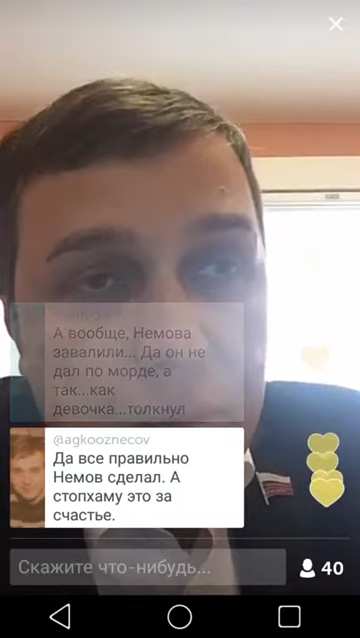 А вообще, Немова
завалили... Да он не
дал по морде, а
так...как
девочка...толкнул
@agkooznecov
Да все правильно
Немов сделал. А
стопхаму это за
счастье.
Скажите что-нибудь...
40